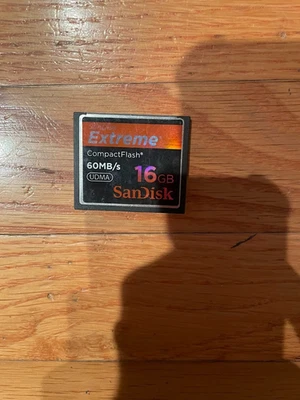 Extreme
CompactFlash®
60MB/s
UDMA
16GB
SanDisk